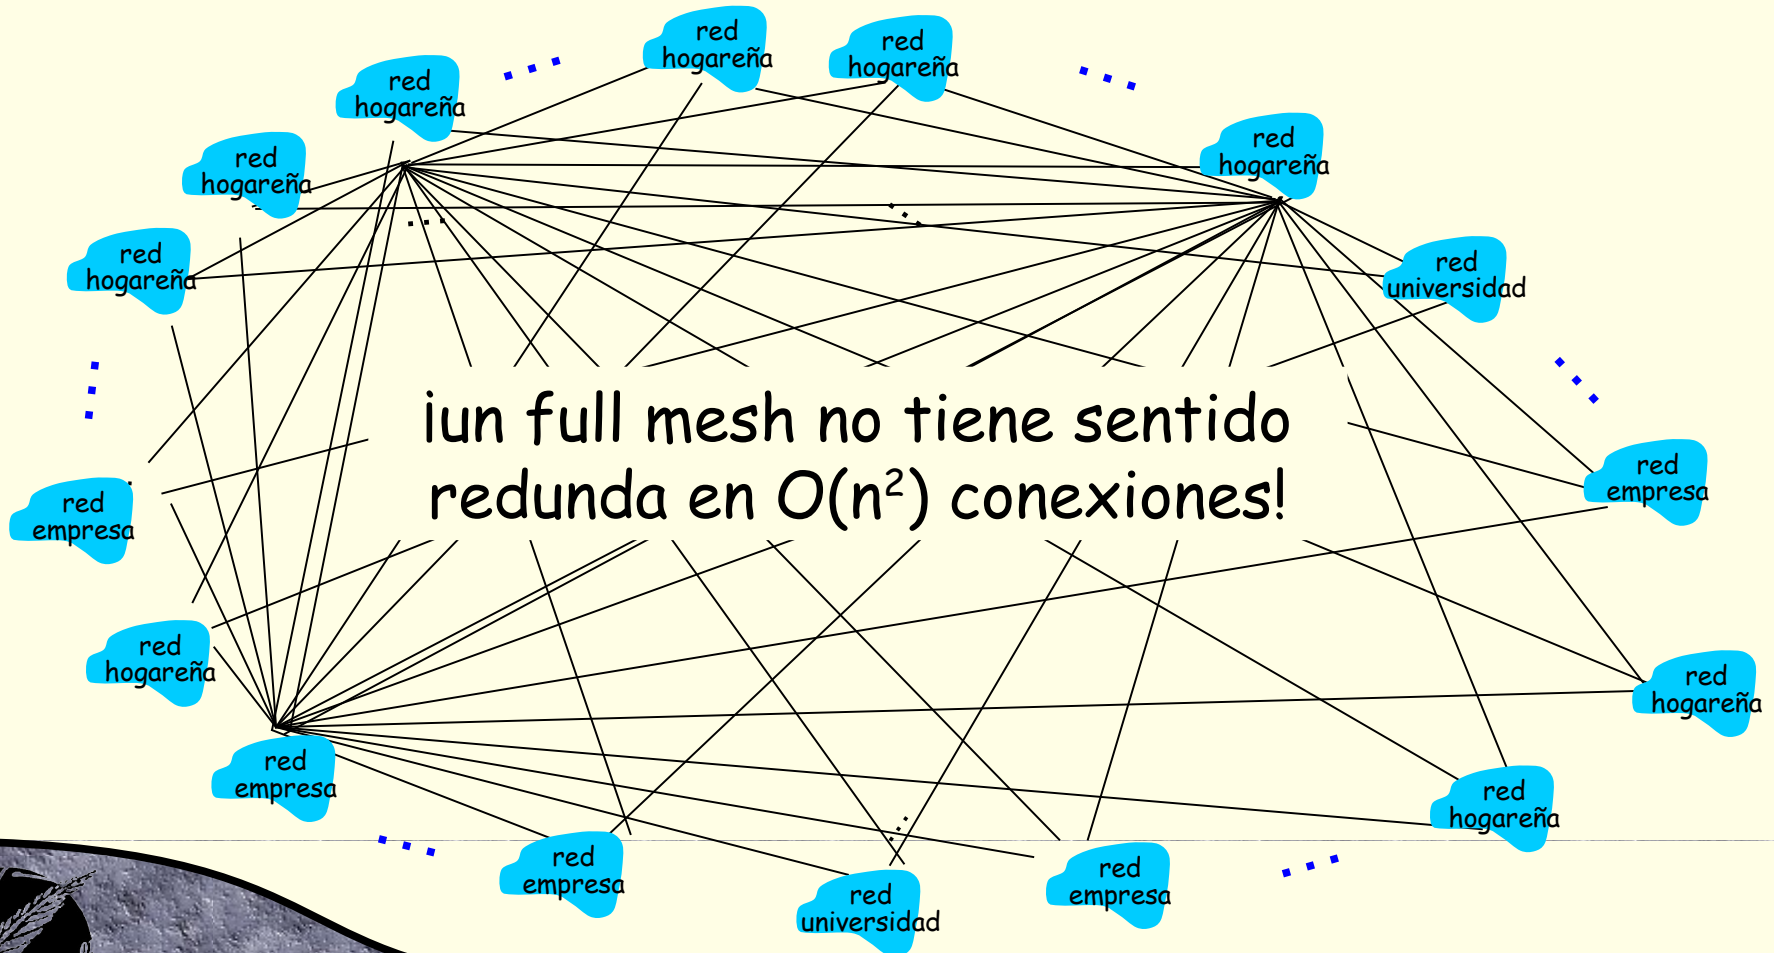 red
hogareña
red
hogareña
red
hogareña
red
hogareña
red
hogareña
red
hogareña
red
universidad
¡un full mesh no tiene sentido
redunda en O(n²) conexiones!
red
empresa
red
empresa
red
hogareña
red
hogareña
red
empresa
red
hogareña
red
empresa
red
universidad
red
empresa